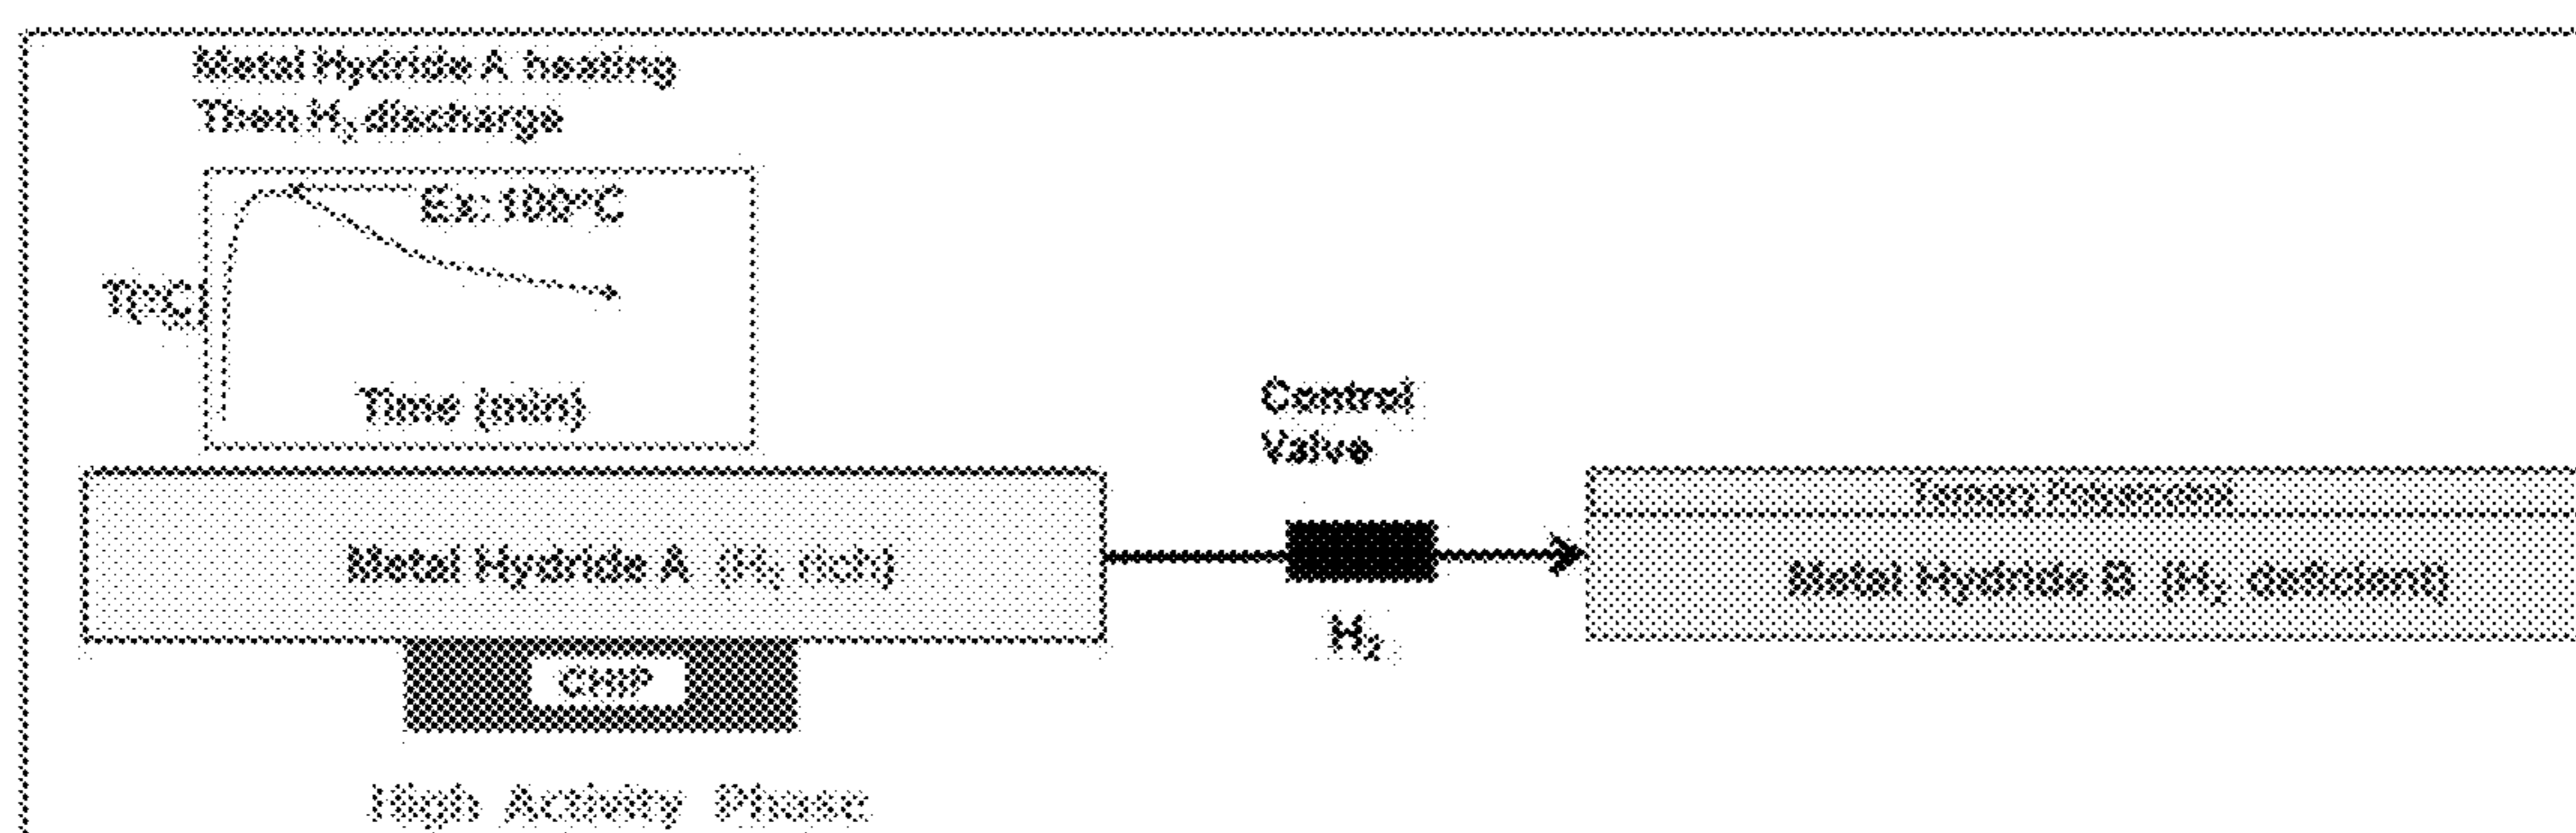 Metal Hydride A heating
Then H₂ discharge
Ex: 100°C
T(°C)
Time (min)
Control
Valve
Metal Hydride A (H₂ rich)
Metal Hydride B (H₂ deficient)
H₂
CHIP
High Activity Phase